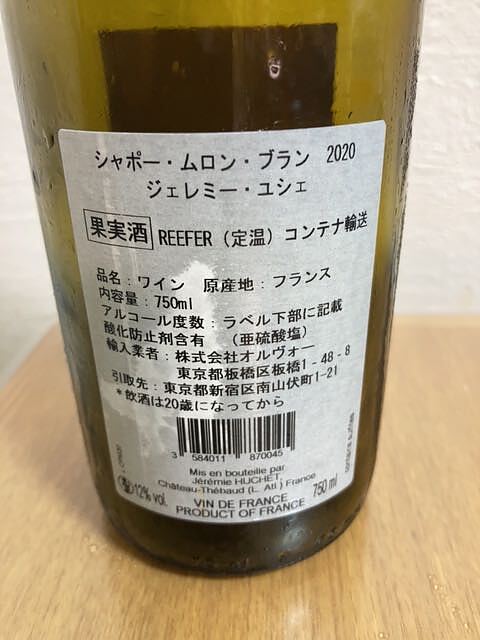 シャポー・ムロン・ブラン 2020
ジェレミー・ユシェ
果実酒 REEFER（定温）コンテナ輸送
品名：ワイン 原産地：フランス
内容量：750ml
アルコール度数：ラベル下部に記載
酸化防止剤含有 （亜硫酸塩）
輸入業者：株式会社オルヴォー
東京都板橋区板橋1-48-8
引取先：東京都新宿区南山伏町1-21
*飲酒は20歳になってから
3 584011 870045
Mis en bouteille par
Jérémie HUCHET
Château-Thébaud (L. Atl.) France
12% vol.
750 ml
VIN DE FRANCE
PRODUCT OF FRANCE